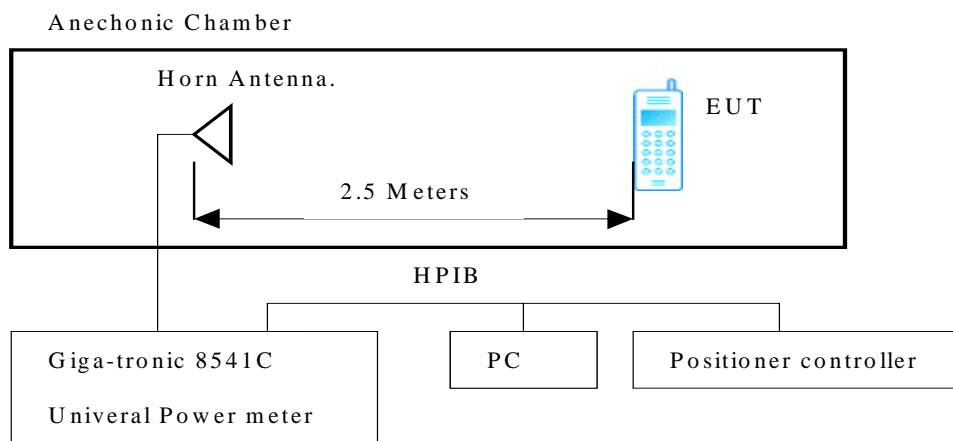 Anechonic Chamber
Horn Antenna.
EUT
2.5 Meters
HPIB
Giga-tronic 8541C
Univeral Power meter
PC
Positioner controller